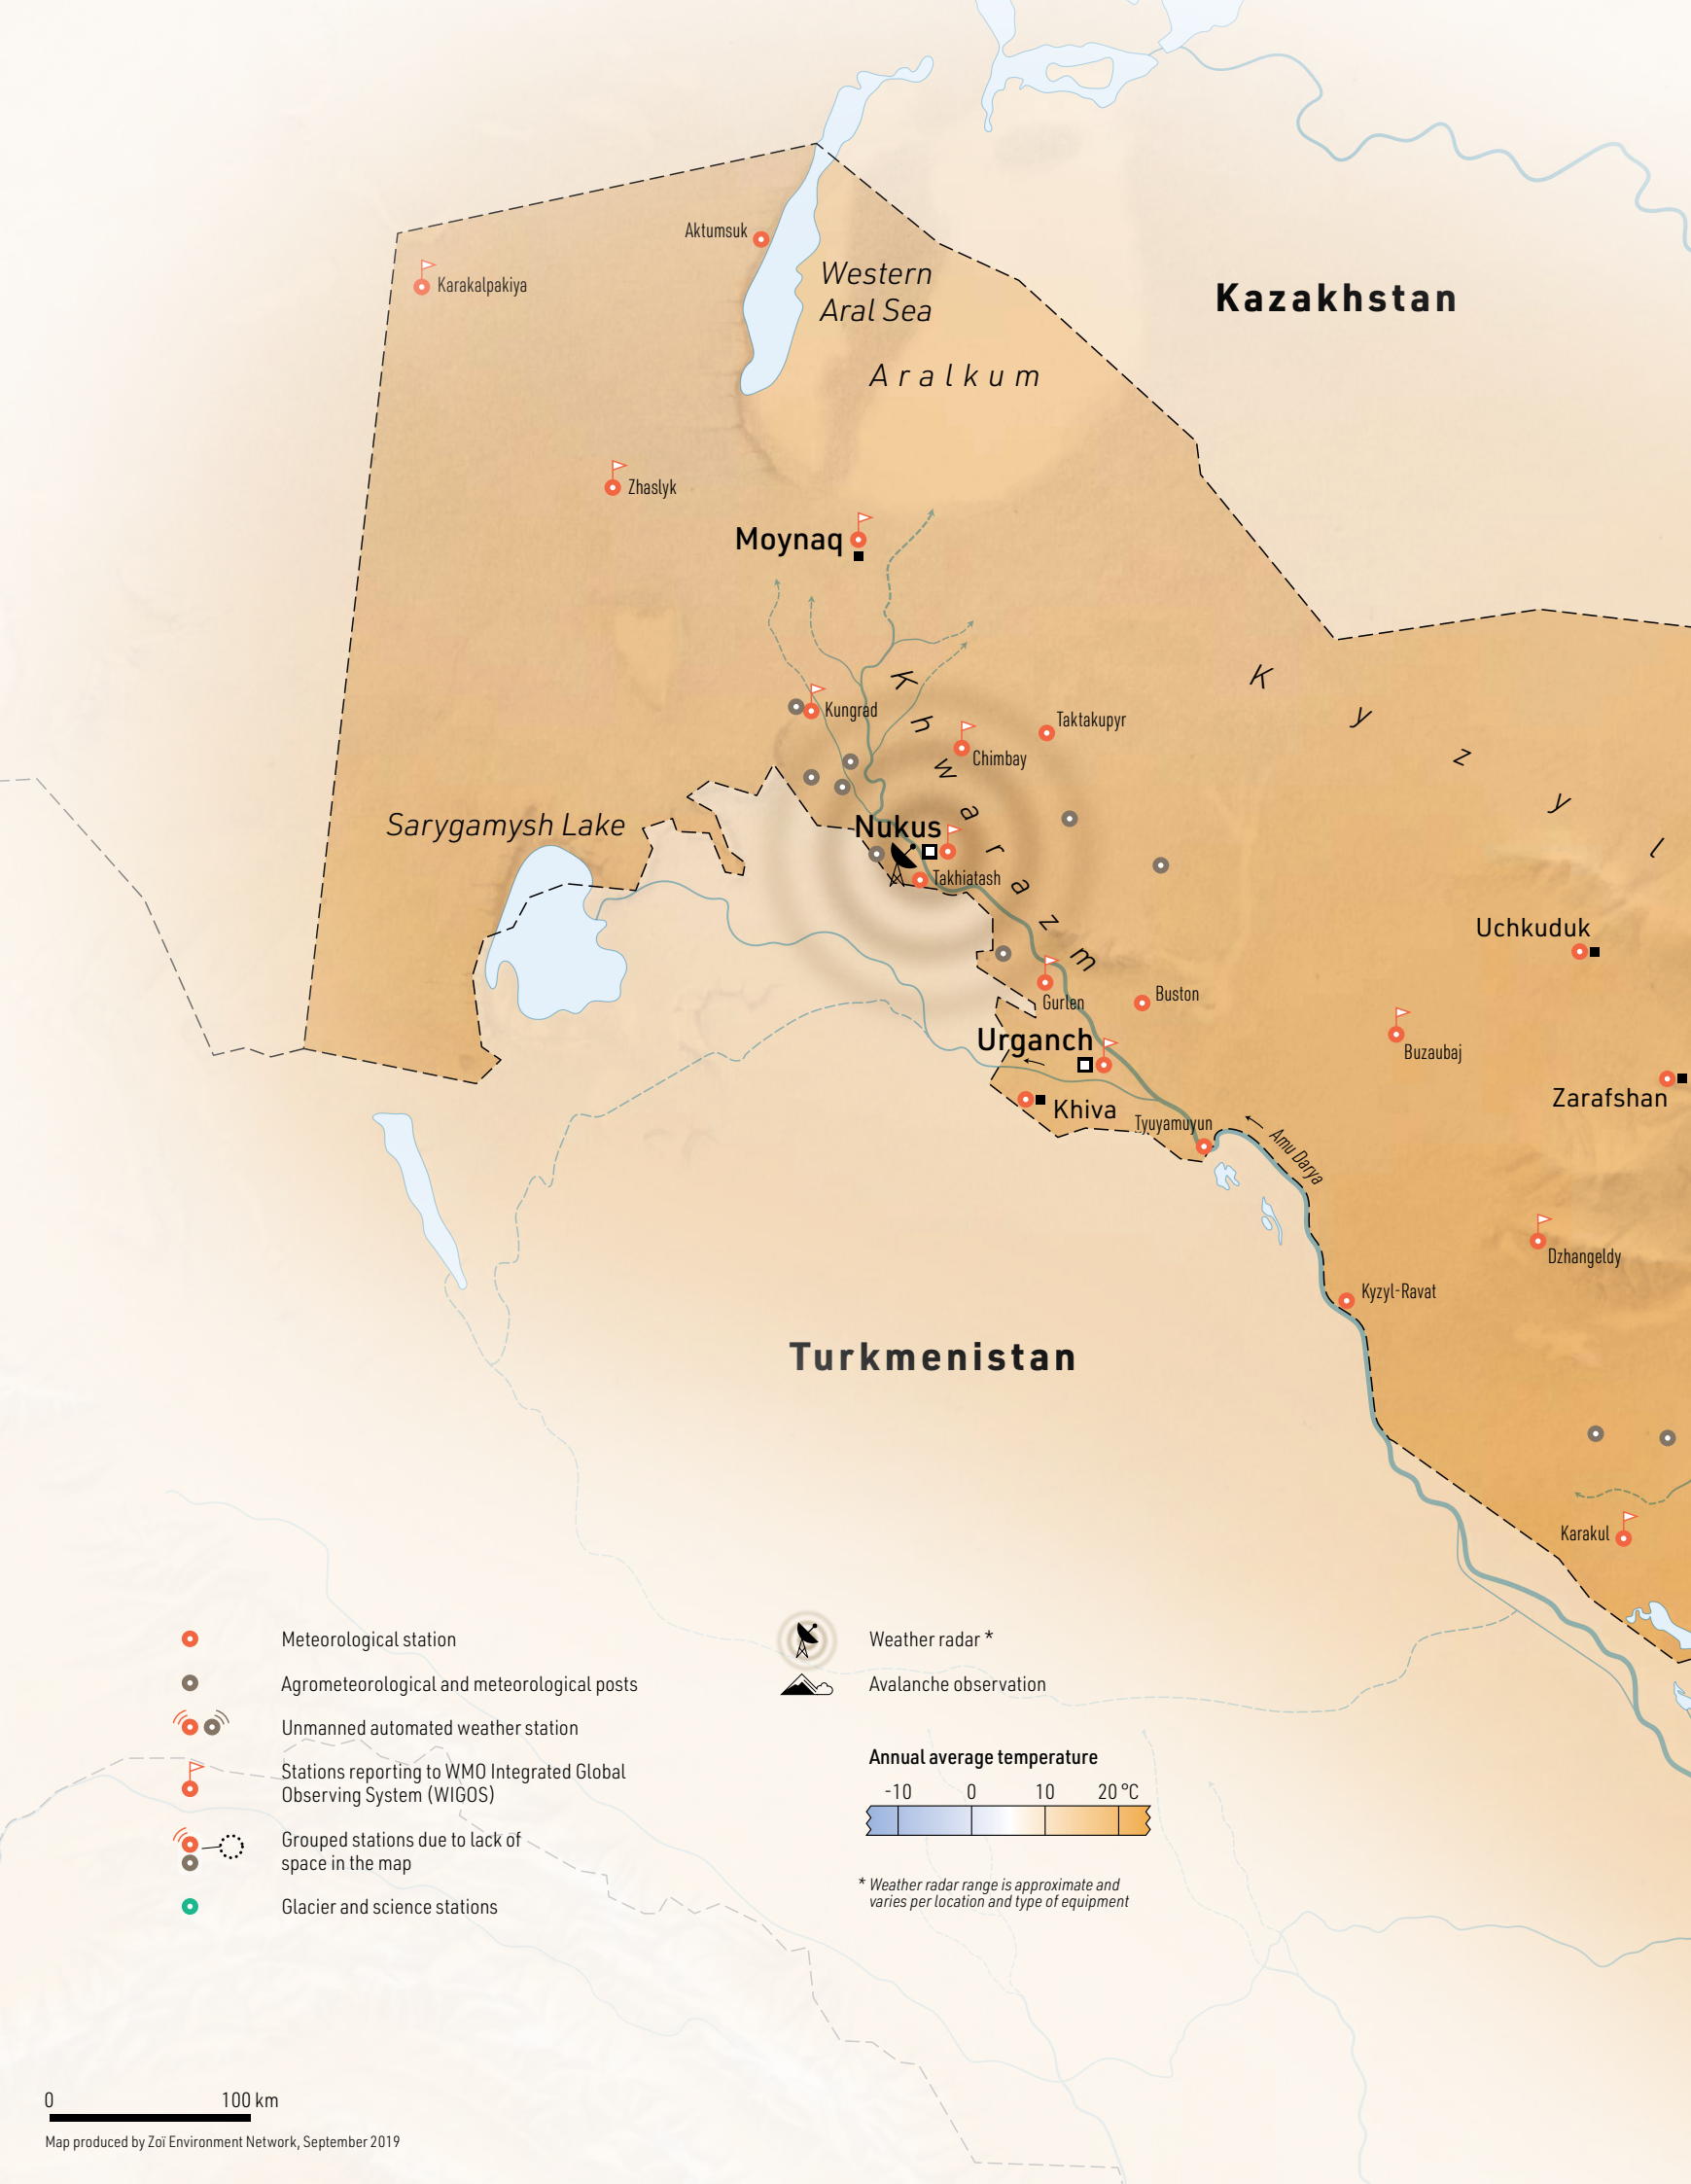 Aktumsuk
Karakalpakiya
Western
Aral Sea
Kazakhstan
Aralkum
Zhaslyk
Moynaq
Khwarazm
Kyzyl
Kungrad
Taktakupyr
Chimbay
Sarygamysh Lake
Nukus
Takhiatash
Uchkuduk
Gurlen
Buston
Urganch
Buzaubaj
Zarafshan
Khiva
Tyuyamuyun
Amu Darya
Dzhangeldy
Kyzyl-Ravat
Turkmenistan
Karakul
Meteorological station
Agrometeorological and meteorological posts
Unmanned automated weather station
Stations reporting to WMO Integrated Global
Observing System (WIGOS)
Grouped stations due to lack of
space in the map
Glacier and science stations
Weather radar *
Avalanche observation
Annual average temperature
-10 0 10 20 °C
* Weather radar range is approximate and
varies per location and type of equipment
0 100 km
Map produced by Zoï Environment Network, September 2019